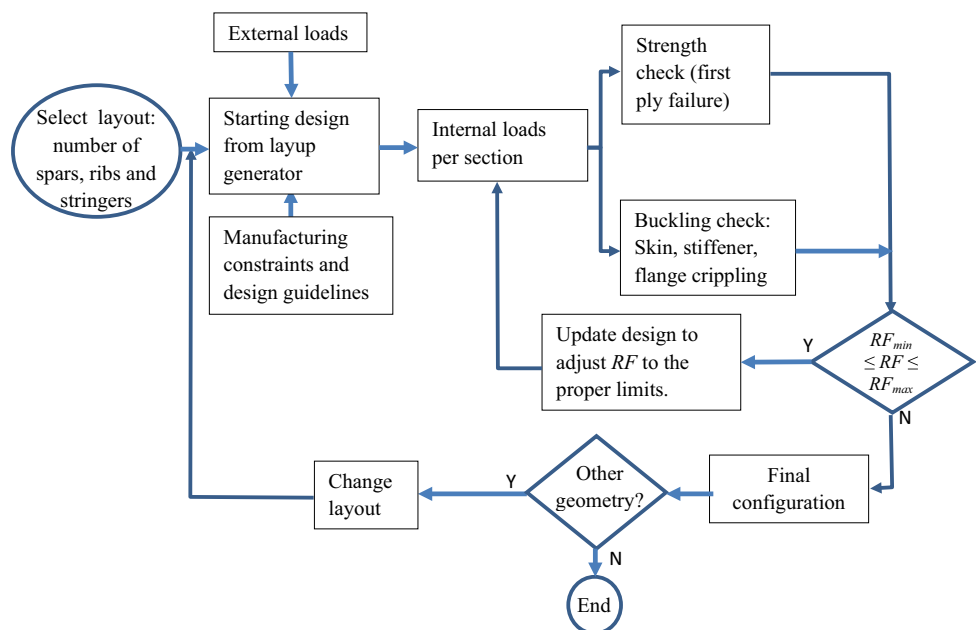 External loads
Select layout:
number of
spars, ribs and
stringers
Starting design
from layup
generator
Manufacturing
constraints and
design guidelines
Internal loads
per section
Strength
check (first
ply failure)
Buckling check:
Skin, stiffener,
flange crippling
Update design to
adjust RF to the
proper limits.
Y
RFmin
≤ RF ≤
RFmax
N
Final
configuration
Other
geometry?
Y
Change
layout
N
End